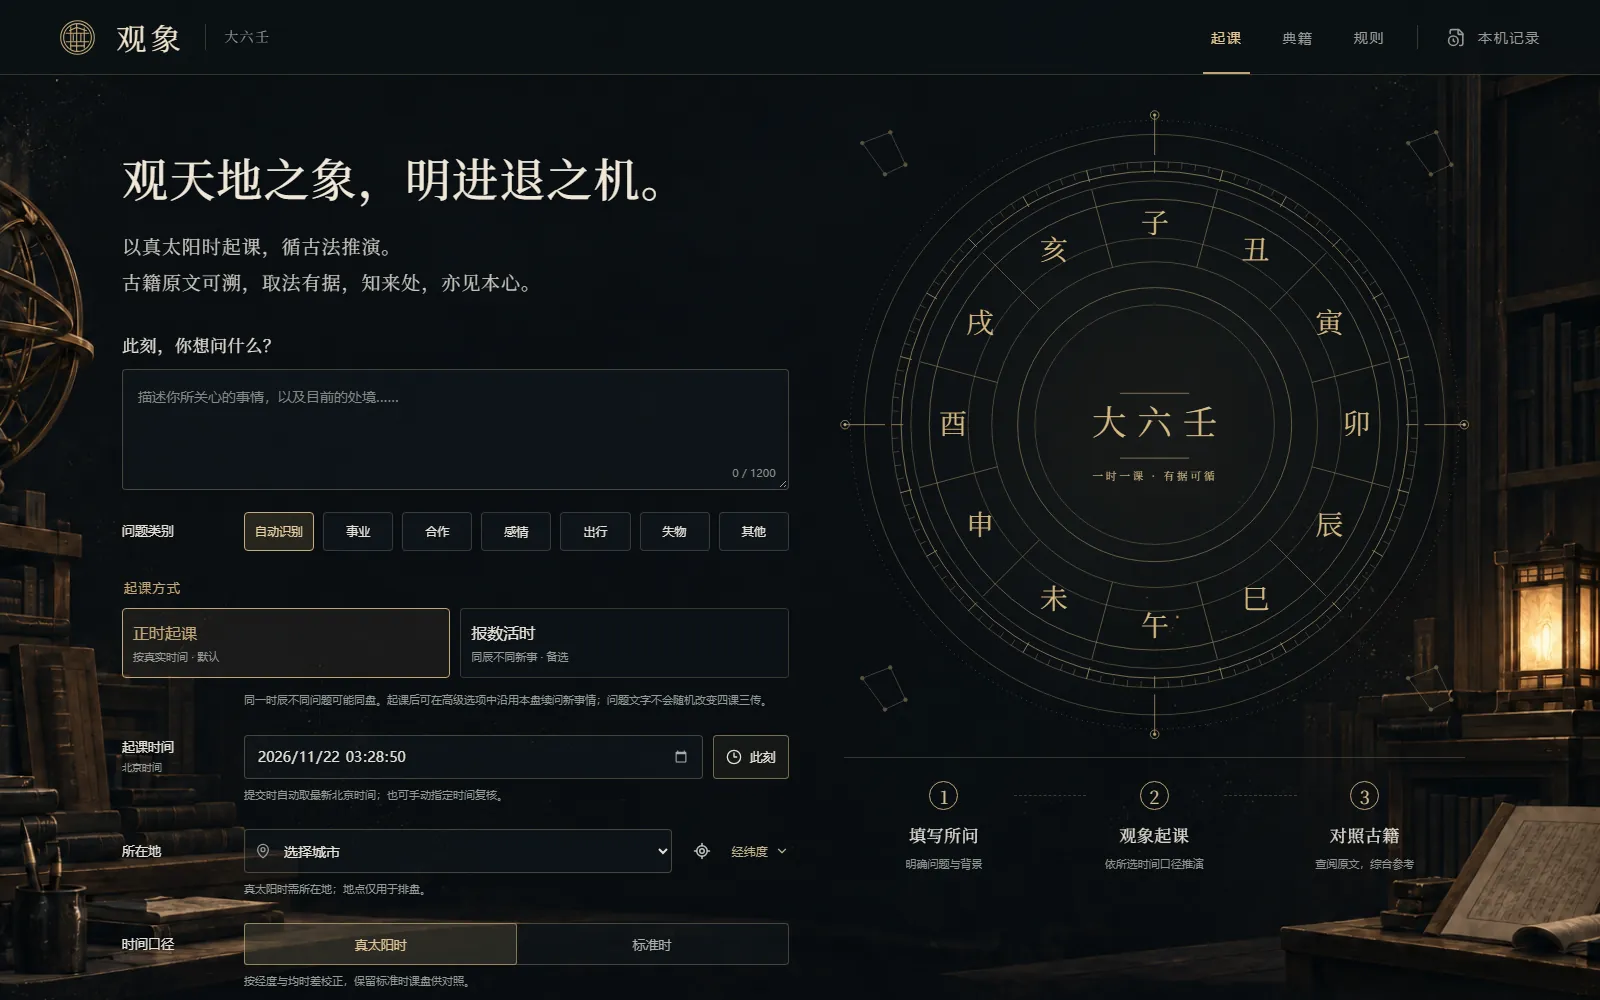 观象
大六壬
起课
典籍
规则
本机记录
观天地之象，明进退之机。
以真太阳时起课，循古法推演。
古籍原文可溯，取法有据，知来处，亦见本心。
此刻，你想问什么？
描述你所关心的事情，以及目前的处境……
0 / 1200
问题类别
自动识别
事业
合作
感情
出行
失物
其他
起课方式
正时起课
按真实时间 · 默认
报数活时
同辰不同新事 · 备选
同一时辰不同问题可能同盘。起课后可在高级选项中沿用本盘续问新事情；问题文字不会随机改变四课三传。
起课时间
北京时间
2026/11/22 03:28:50
此刻
提交时自动取最新北京时间；也可手动指定时间复核。
所在地
选择城市
经纬度
真太阳时需所在地；地点仅用于排盘。
时间口径
真太阳时
标准时
按经度与均时差校正，保留标准时课盘供对照。
子
丑
寅
卯
辰
巳
午
未
申
酉
戌
亥
大六壬
一时一课 · 有据可循
1
填写所问
明确问题与背景
2
观象起课
依所选时间口径推演
3
对照古籍
查阅原文，综合参考